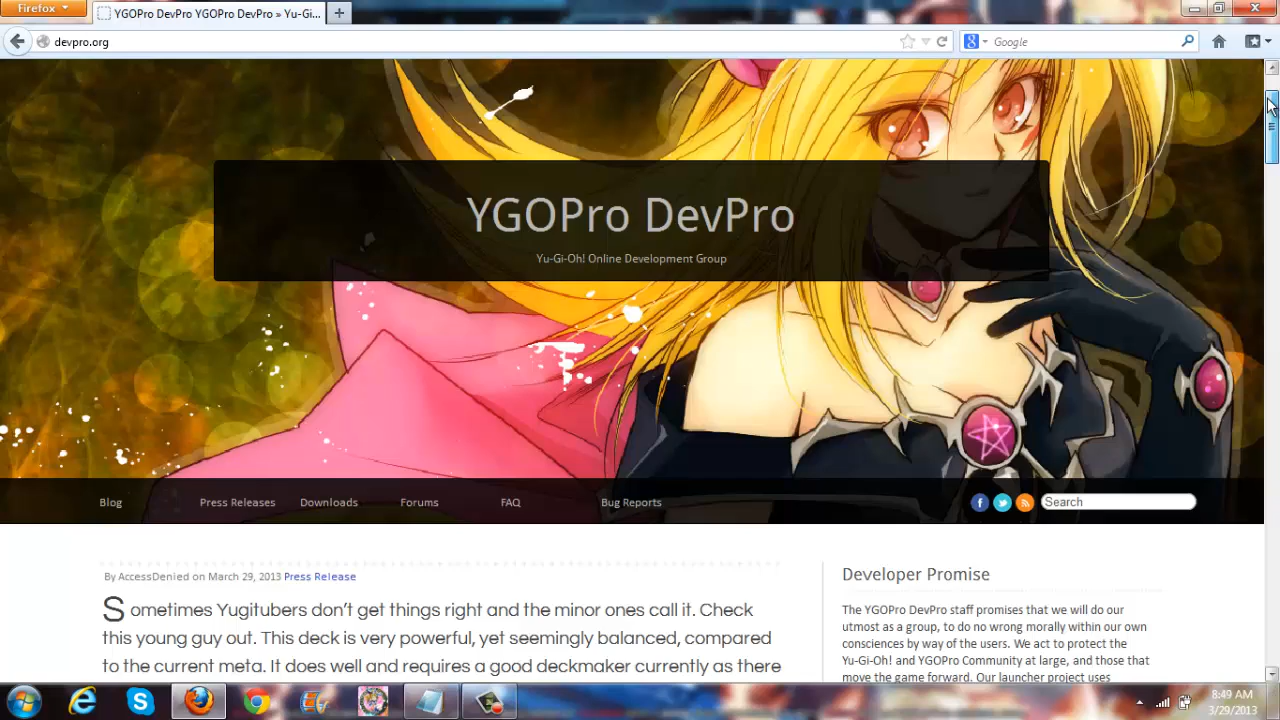 Firefox
YGOPro DevPro YGOPro DevPro » Yu-Gi...
devpro.org
Google
YGOPro DevPro
Yu-Gi-Oh! Online Development Group
Blog Press Releases Downloads Forums FAQ Bug Reports Search
By AccessDenied on March 29, 2013 Press Release
Sometimes Yugitubers don't get things right and the minor ones call it. Check
this young guy out. This deck is very powerful, yet seemingly balanced, compared
to the current meta. It does well and requires a good deckmaker currently as there
Developer Promise
The YGOPro DevPro staff promises that we will do our
utmost as a group, to do no wrong morally within our own
consciences by way of the users. We act to protect the
Yu-Gi-Oh! and YGOPro Community at large, and those that
move the game forward. Our launcher project uses
8:49 AM
3/29/2013